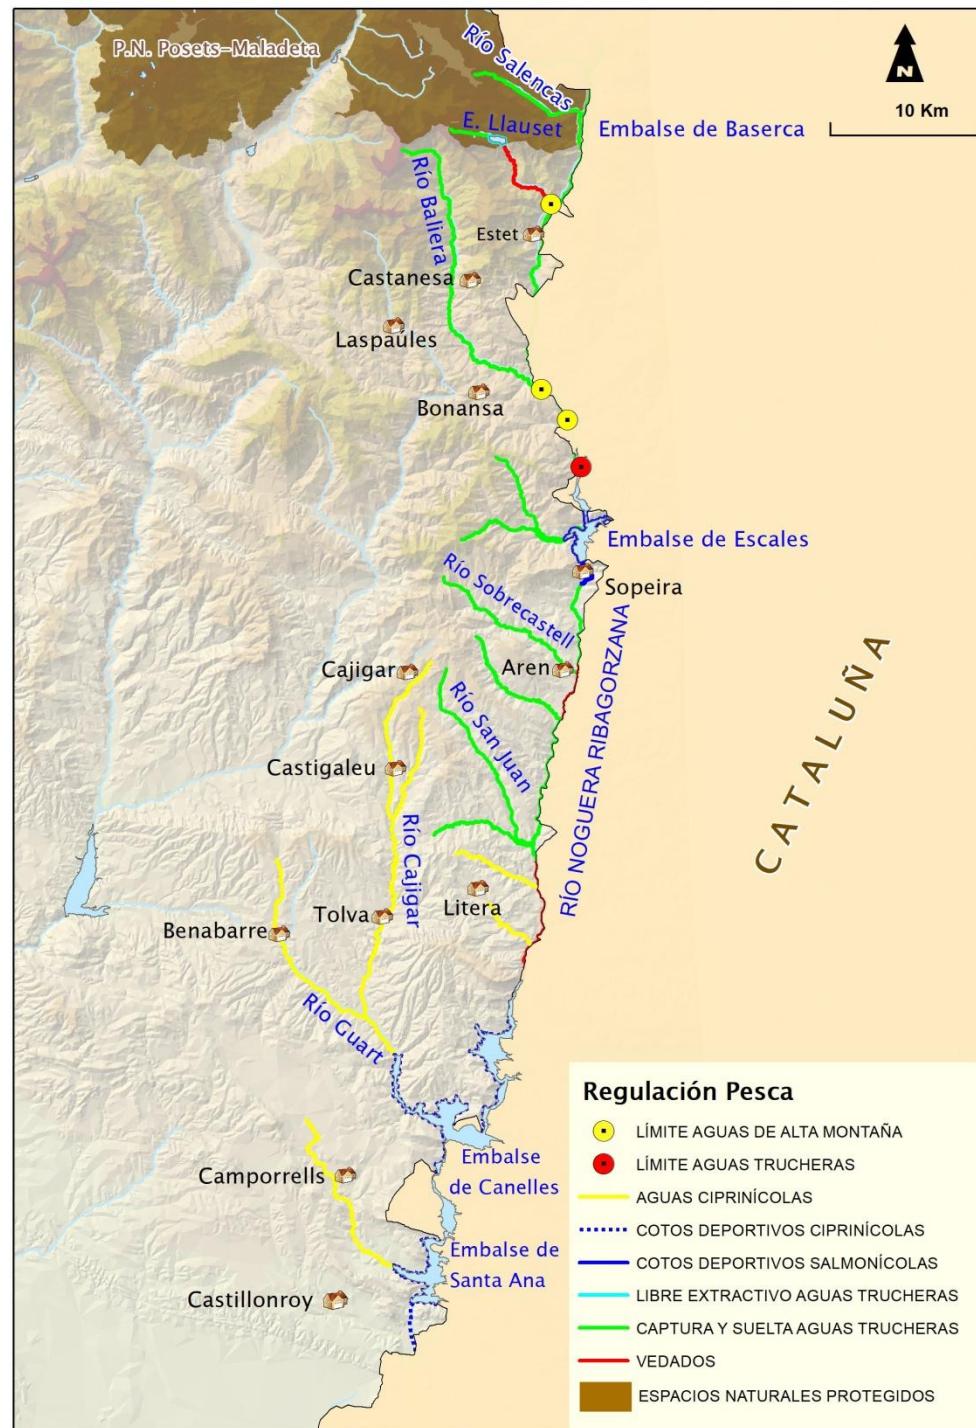 P.N. Posets-Maladeta
Río Salencas
N
10 Km
E. Llauset
Embalse de Baserca
Río Baliera
Estet
Castanesa
Laspaúles
Bonansa
Embalse de Escales
Sopeira
Río Sobrecastell
Cajigar
Aren
Río San Juan
RÍO NOGUERA RIBAGORZANA
CATALUÑA
Castigaleu
Río Cajigar
Tolva
Litera
Benabarre
Río Guart
Camporrells
Embalse
de Canelles
Embalse de
Santa Ana
Castillonroy
Regulación Pesca
LÍMITE AGUAS DE ALTA MONTAÑA
LÍMITE AGUAS TRUCHERAS
AGUAS CIPRINÍCOLAS
COTOS DEPORTIVOS CIPRINÍCOLAS
COTOS DEPORTIVOS SALMONÍCOLAS
LIBRE EXTRACTIVO AGUAS TRUCHERAS
CAPTURA Y SUELTA AGUAS TRUCHERAS
VEDADOS
ESPACIOS NATURALES PROTEGIDOS